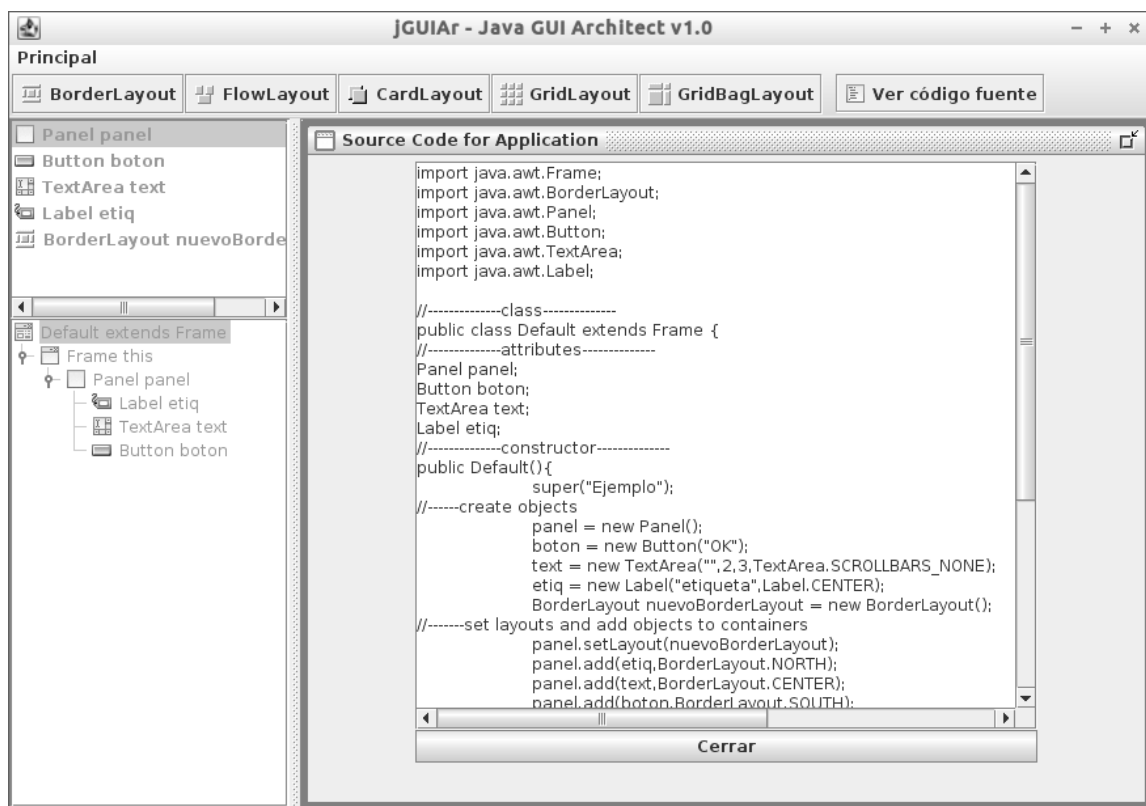 jGUIAr - Java GUI Architect v1.0
Principal
BorderLayout FlowLayout CardLayout GridLayout GridBagLayout Ver código fuente
Panel panel
Button boton
TextArea text
Label etiq
BorderLayout nuevoBorde
Default extends Frame
Frame this
Panel panel
Label etiq
TextArea text
Button boton
Source Code for Application
import java.awt.Frame;
import java.awt.BorderLayout;
import java.awt.Panel;
import java.awt.Button;
import java.awt.TextArea;
import java.awt.Label;
//--------------class--------------
public class Default extends Frame {
//--------------attributes--------------
Panel panel;
Button boton;
TextArea text;
Label etiq;
//--------------constructor--------------
public Default(){
super("Ejemplo");
//------create objects
panel = new Panel();
boton = new Button("OK");
text = new TextArea("",2,3,TextArea.SCROLLBARS_NONE);
etiq = new Label("etiqueta",Label.CENTER);
BorderLayout nuevoBorderLayout = new BorderLayout();
//-------set layouts and add objects to containers
panel.setLayout(nuevoBorderLayout);
panel.add(etiq,BorderLayout.NORTH);
panel.add(text,BorderLayout.CENTER);
panel.add(boton,BorderLayout.SOUTH);
Cerrar